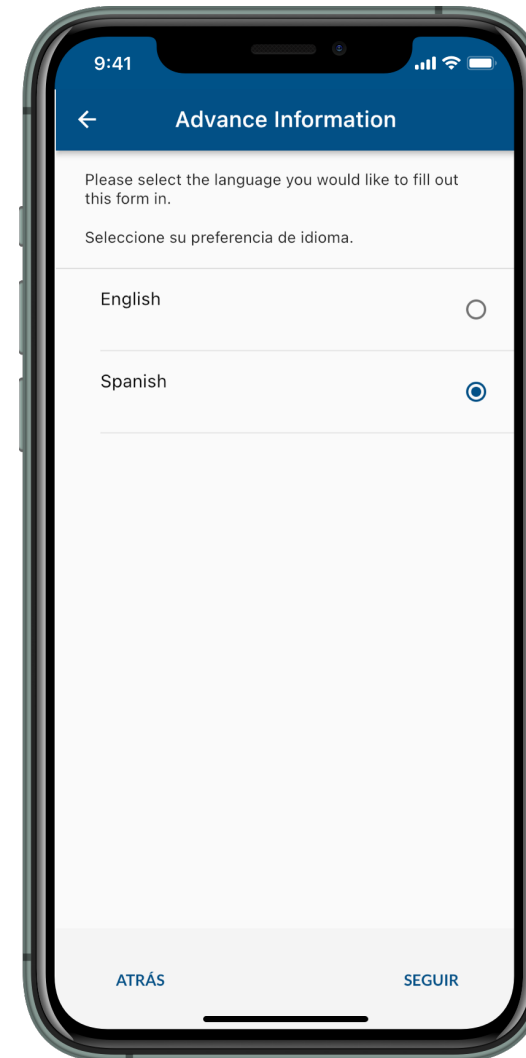 9:41
Advance Information
Please select the language you would like to fill out
this form in.
Seleccione su preferencia de idioma.
English
Spanish
ATRÁS
SEGUIR